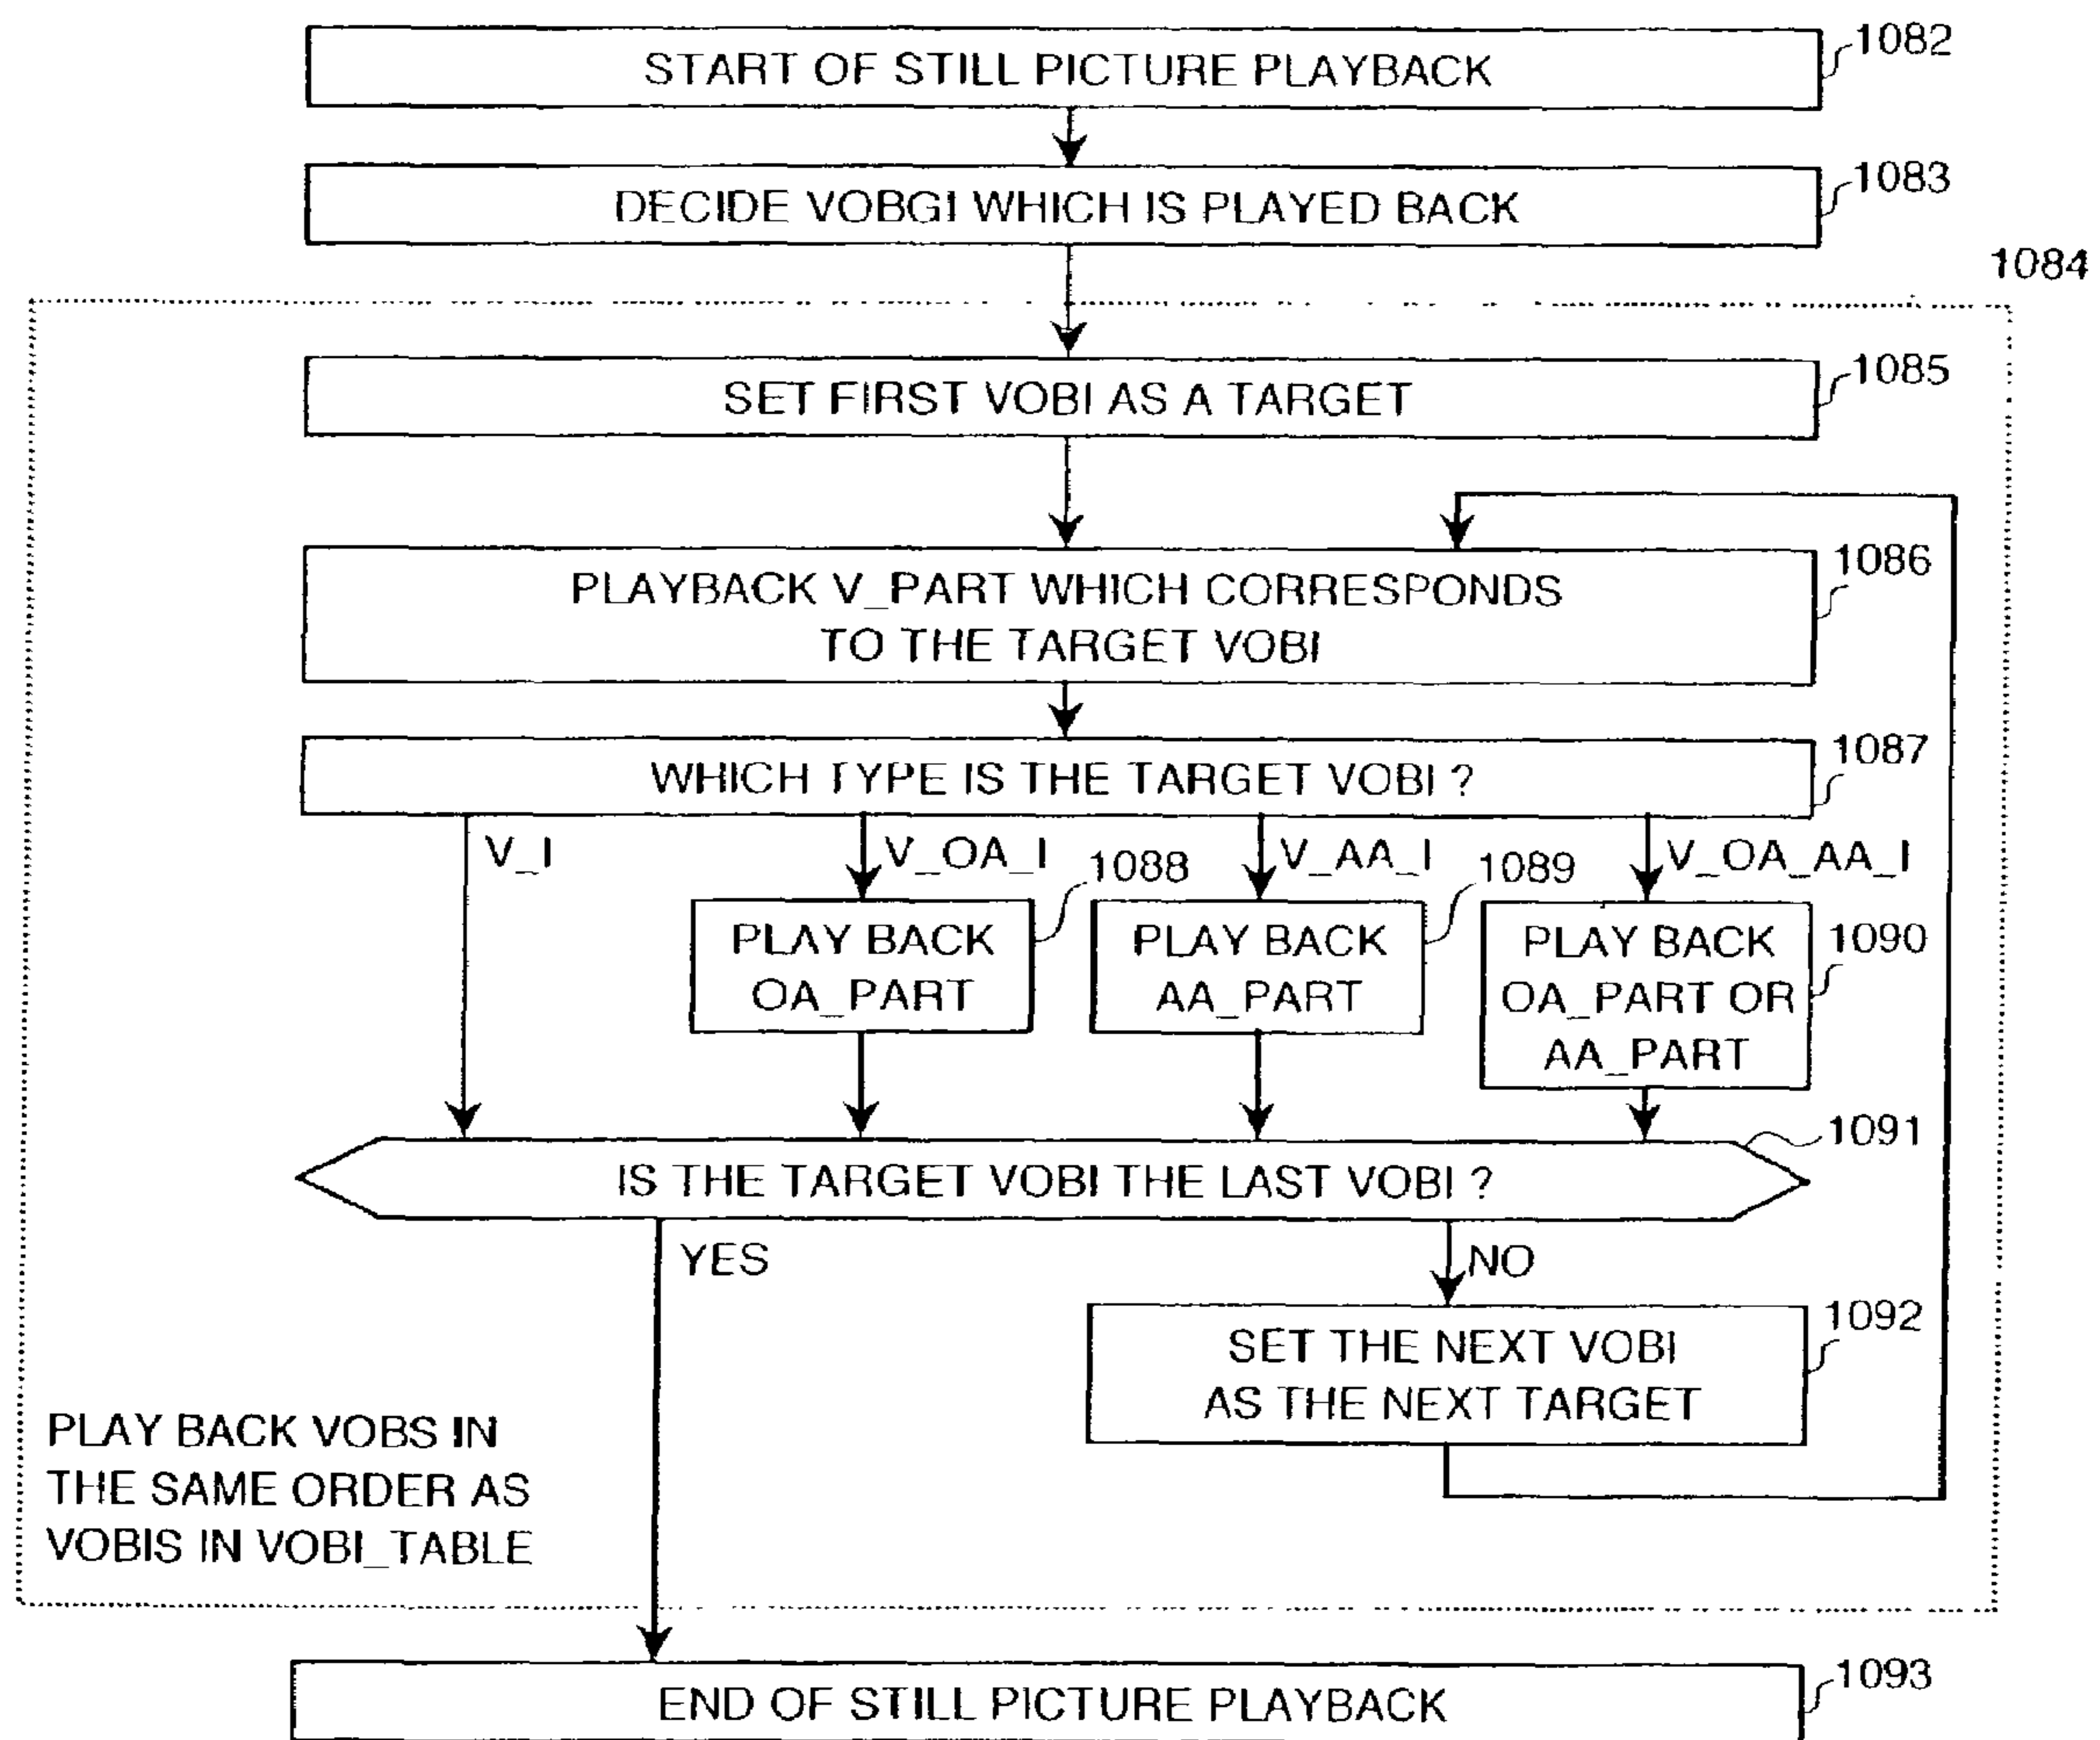 START OF STILL PICTURE PLAYBACK
1082
DECIDE VOBGI WHICH IS PLAYED BACK
1083
1084
SET FIRST VOBI AS A TARGET
1085
PLAYBACK V_PART WHICH CORRESPONDS
TO THE TARGET VOBI
1086
WHICH TYPE IS THE TARGET VOBI ?
1087
V_I
V_OA_I
1088
V_AA_I
1089
V_OA_AA_I
PLAY BACK
OA_PART
PLAY BACK
AA_PART
PLAY BACK
OA_PART OR
AA_PART
1090
1091
IS THE TARGET VOBI THE LAST VOBI ?
YES
NO
1092
SET THE NEXT VOBI
AS THE NEXT TARGET
PLAY BACK VOBS IN
THE SAME ORDER AS
VOBIS IN VOBI_TABLE
END OF STILL PICTURE PLAYBACK
1093